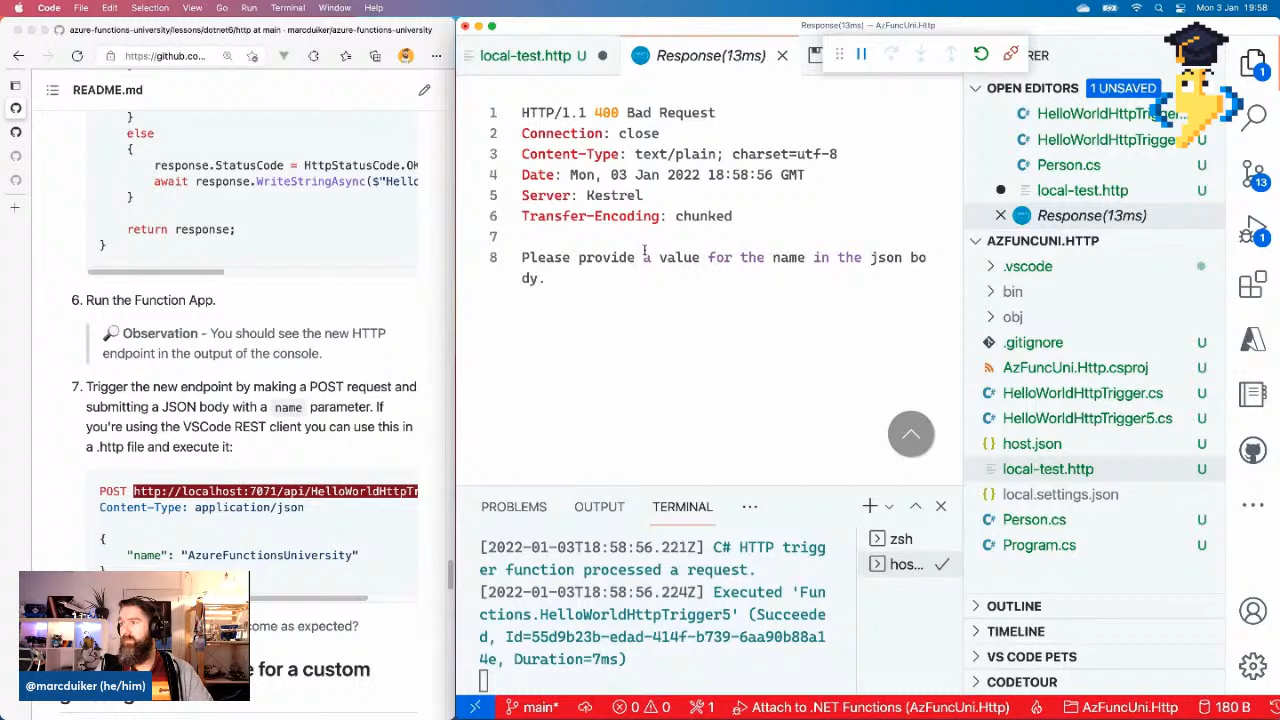 Code File Edit Selection View Go Run Terminal Window Help
Mon 3 Jan 19:58
azure-functions-university/lessons/dotnet6/http at main · marcduiker/azure-functions-university
https://github.co...
README.md
}
else
{
response.StatusCode = HttpStatusCode.OK
await response.WriteStringAsync($"Hello
}
return response;
}
6. Run the Function App.
🔎 Observation - You should see the new HTTP
endpoint in the output of the console.
7. Trigger the new endpoint by making a POST request and
submitting a JSON body with a name parameter. If
you're using the VSCode REST client you can use this in
a .http file and execute it:
POST http://localhost:7071/api/HelloWorldHttpTr
Content-Type: application/json
{
"name": "AzureFunctionsUniversity"
come as expected?
e for a custom
@marcduiker (he/him)
Response(13ms) — AzFuncUni.Http
local-test.http U
Response(13ms)
1 HTTP/1.1 400 Bad Request
2 Connection: close
3 Content-Type: text/plain; charset=utf-8
4 Date: Mon, 03 Jan 2022 18:58:56 GMT
5 Server: Kestrel
6 Transfer-Encoding: chunked
7
8 Please provide a value for the name in the json bo
dy.
PROBLEMS OUTPUT TERMINAL ...
[2022-01-03T18:58:56.221Z] C# HTTP trigg
er function processed a request.
[2022-01-03T18:58:56.224Z] Executed 'Fun
ctions.HelloWorldHttpTrigger5' (Succeede
d, Id=55d9b23b-edad-414f-b739-6aa90b88a1
4e, Duration=7ms)
zsh
hos...
RER
OPEN EDITORS 1 UNSAVED
HelloWorldHttpTrigger...
HelloWorldHttpTrigge...
Person.cs U
local-test.http U
Response(13ms)
AZFUNCUNI.HTTP
.vscode
bin
obj
.gitignore U
AzFuncUni.Http.csproj U
HelloWorldHttpTrigger.cs U
HelloWorldHttpTrigger5.cs U
host.json U
local-test.http U
local.settings.json
Person.cs U
Program.cs U
OUTLINE
TIMELINE
VS CODE PETS
CODETOUR
1
13
1
main* 0 0 1 Attach to .NET Functions (AzFuncUni.Http) AzFuncUni.Http 180 B